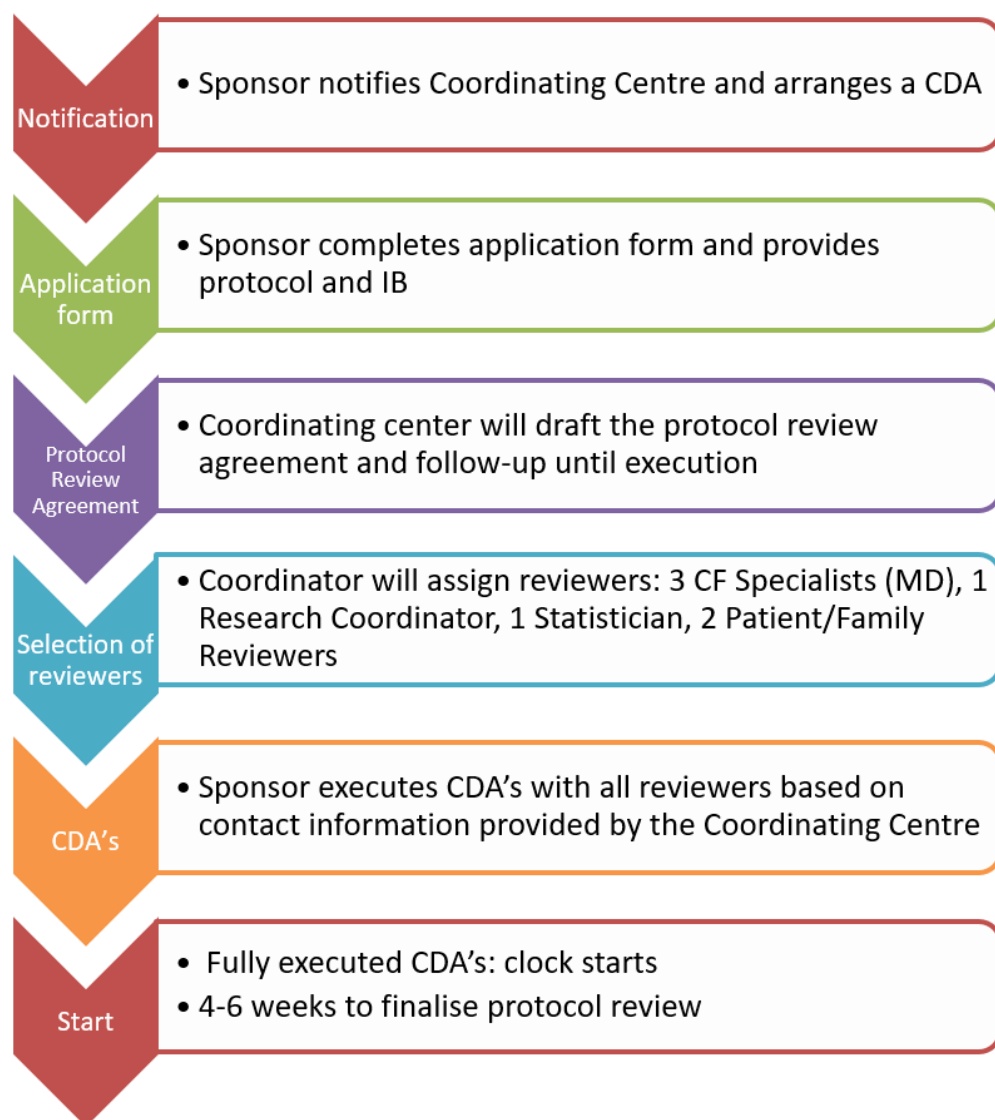 Notification
• Sponsor notifies Coordinating Centre and arranges a CDA
Application
form
• Sponsor completes application form and provides
protocol and IB
Protocol
Review
Agreement
• Coordinating center will draft the protocol review
agreement and follow-up until execution
Selection of
reviewers
• Coordinator will assign reviewers: 3 CF Specialists (MD), 1
Research Coordinator, 1 Statistician, 2 Patient/Family
Reviewers
CDA’s
• Sponsor executes CDA’s with all reviewers based on
contact information provided by the Coordinating Centre
Start
• Fully executed CDA’s: clock starts
• 4-6 weeks to finalise protocol review